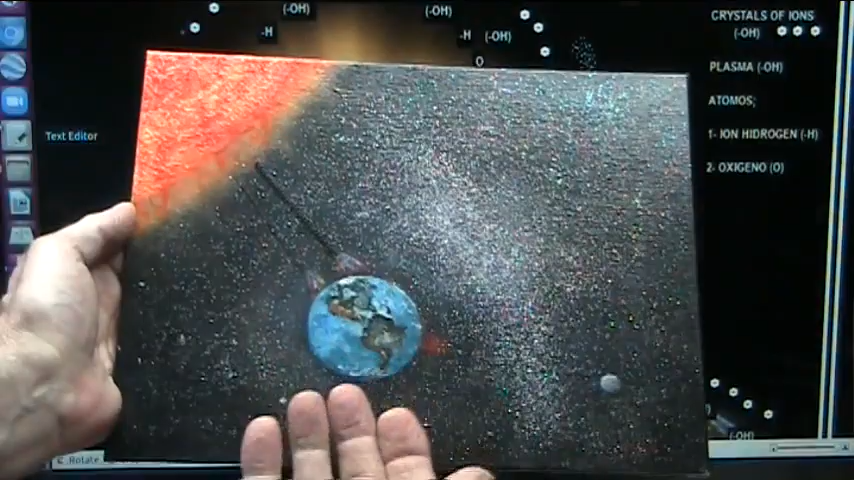 (-OH)
(-OH)
-H
-H
(-OH)
O
CRYSTALS OF IONS
(-OH)
PLASMA (-OH)
ATOMOS;
1- ION HIDROGEN (-H)
2- OXIGENO (O)
Text Editor
(-OH)
Rotate